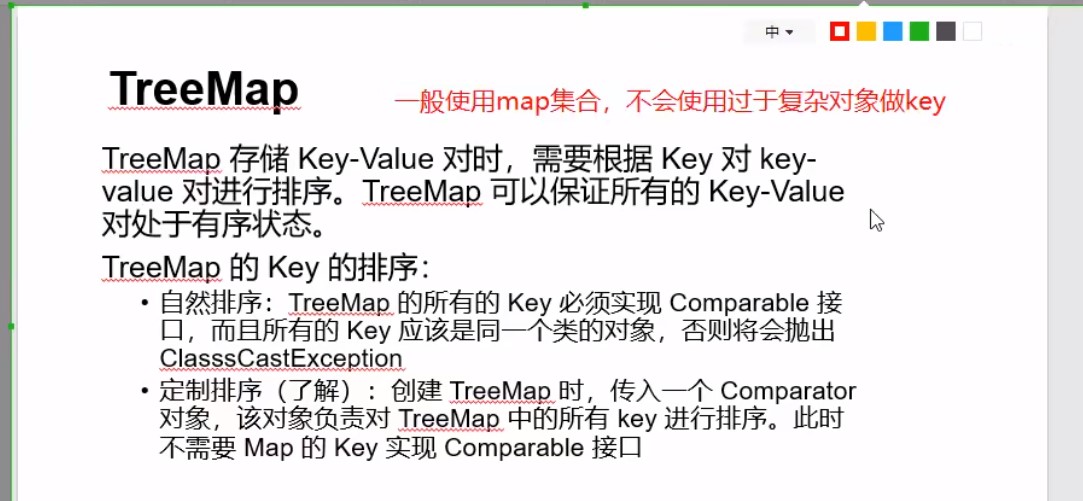 中
TreeMap
一般使用map集合，不会使用过于复杂对象做key
TreeMap 存储 Key-Value 对时，需要根据 Key 对 key-
value 对进行排序。TreeMap 可以保证所有的 Key-Value
对处于有序状态。
TreeMap 的 Key 的排序：
• 自然排序：TreeMap 的所有的 Key 必须实现 Comparable 接
口，而且所有的 Key 应该是同一个类的对象，否则将会抛出
ClasssCastException
• 定制排序（了解）：创建 TreeMap 时，传入一个 Comparator
对象，该对象负责对 TreeMap 中的所有 key 进行排序。此时
不需要 Map 的 Key 实现 Comparable 接口